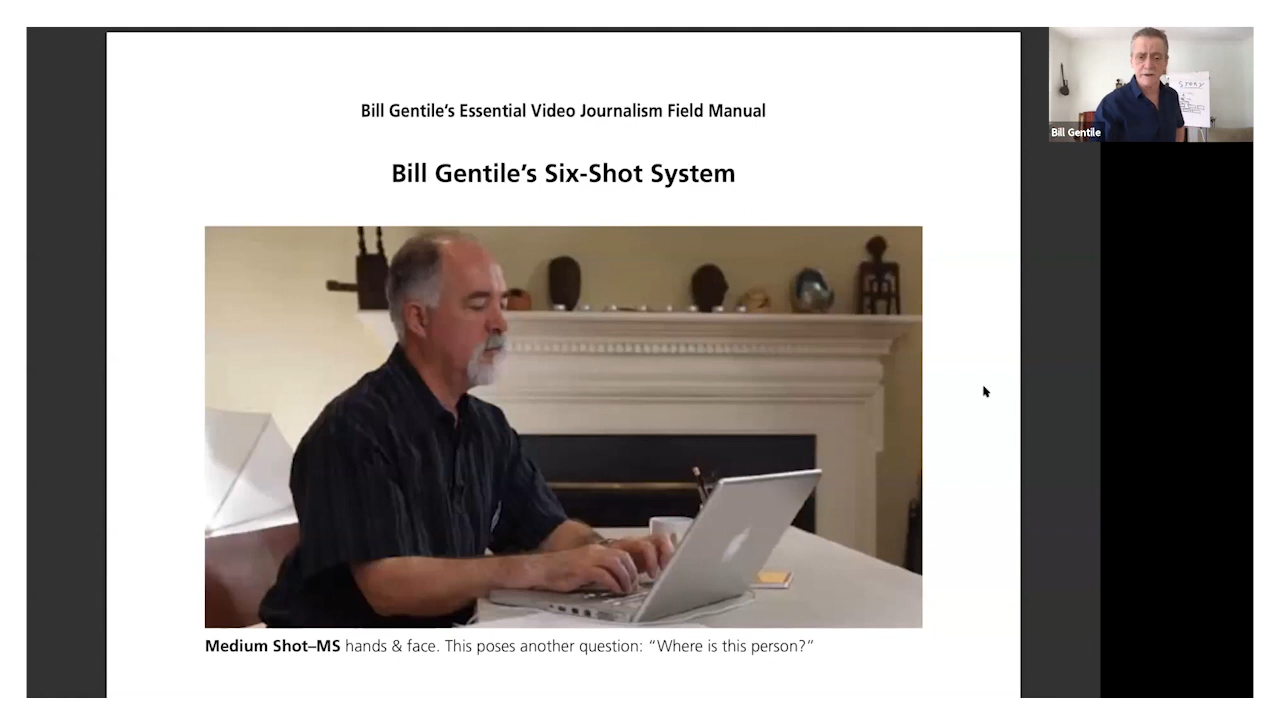 Bill Gentile's Essential Video Journalism Field Manual
Bill Gentile's Six-Shot System
Medium Shot–MS hands & face. This poses another question: “Where is this person?”
Bill Gentile
STORY